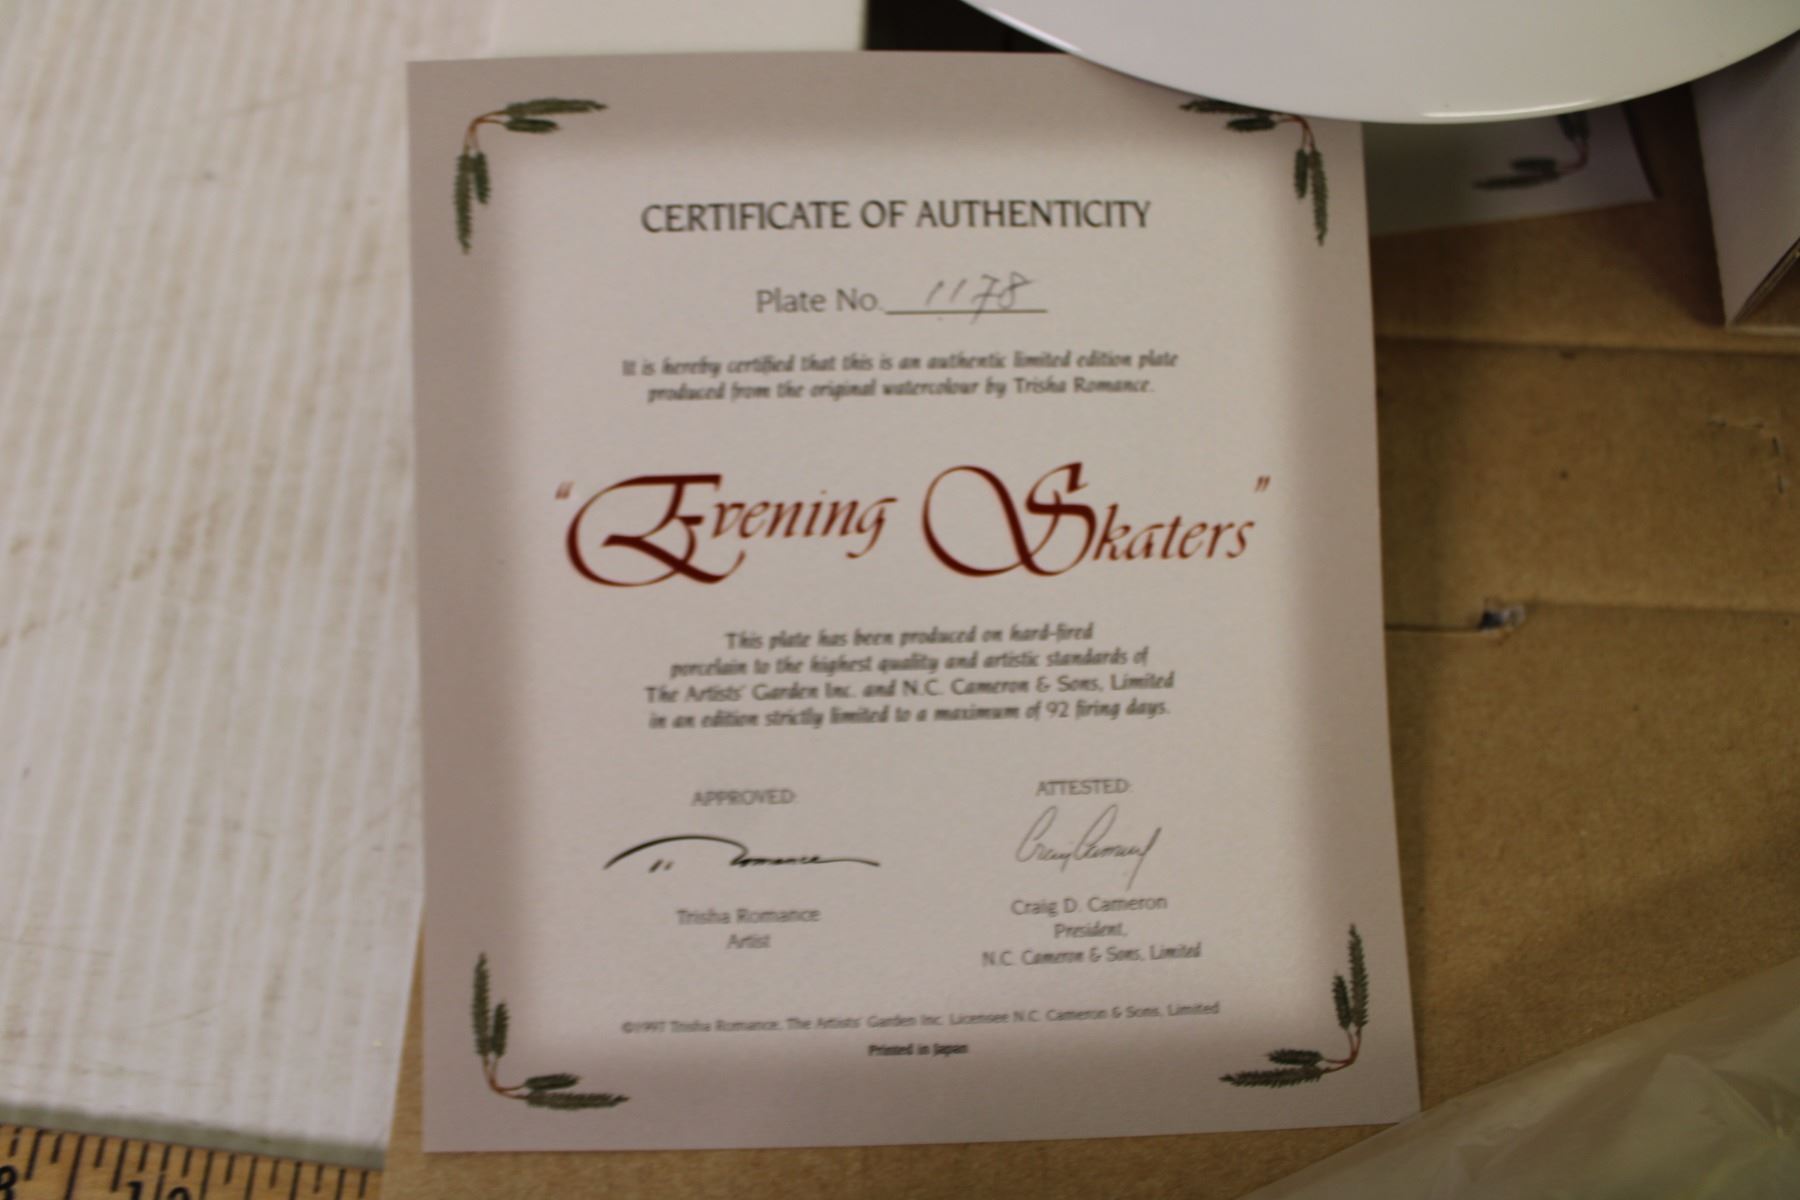 CERTIFICATE OF AUTHENTICITY
Plate No. 1178
It is hereby certified that this is an authentic limited edition plate
produced from the original watercolour by Trisha Romance.
"Evening Skaters"
This plate has been produced on hard-fired
porcelain to the highest quality and artistic standards of
The Artists' Garden Inc. and N.C. Cameron & Sons, Limited
in an edition strictly limited to a maximum of 92 firing days.
APPROVED:
ATTESTED:
Romance
Craig Cameron
Trisha Romance
Artist
Craig D. Cameron
President,
N.C. Cameron & Sons, Limited
©1997 Trisha Romance, The Artists' Garden Inc. Licensee N.C. Cameron & Sons, Limited
Printed in Japan